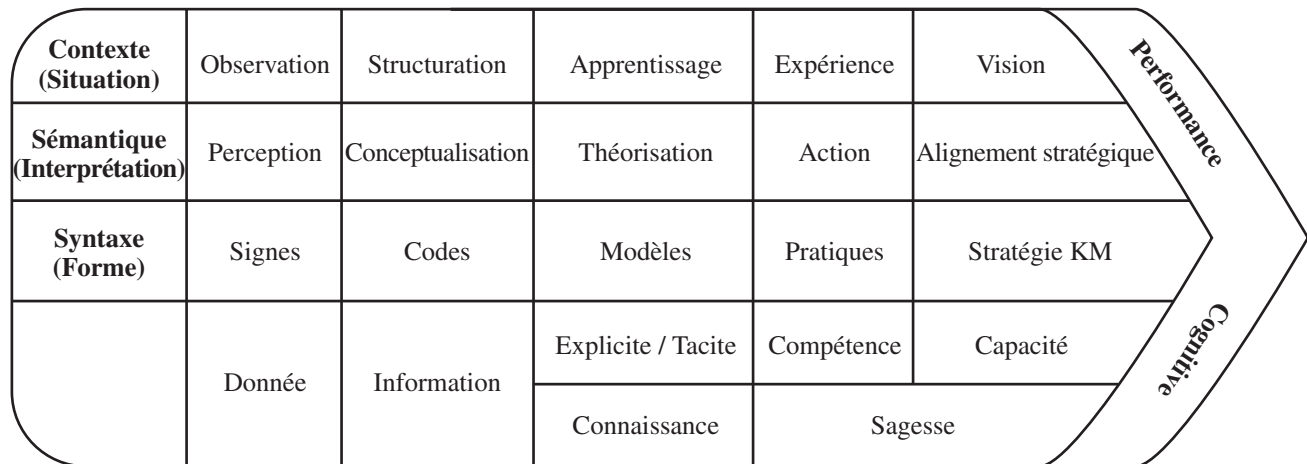 Contexte
(Situation)
Observation
Structuration
Apprentissage
Expérience
Vision
Sémantique
(Interprétation)
Perception
Conceptualisation
Théorisation
Action
Alignement stratégique
Syntaxe
(Forme)
Signes
Codes
Modèles
Pratiques
Stratégie KM
Donnée
Information
Explicite / Tacite
Compétence
Capacité
Connaissance
Sagesse
Performance
Cognitive